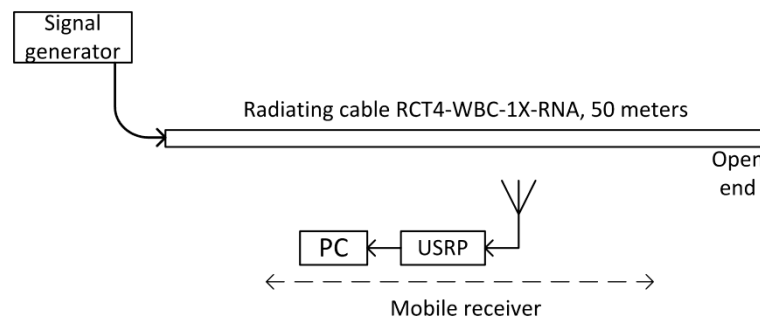 Signal
generator
Radiating cable RCT4-WBC-1X-RNA, 50 meters
Open
end
PC
USRP
Mobile receiver